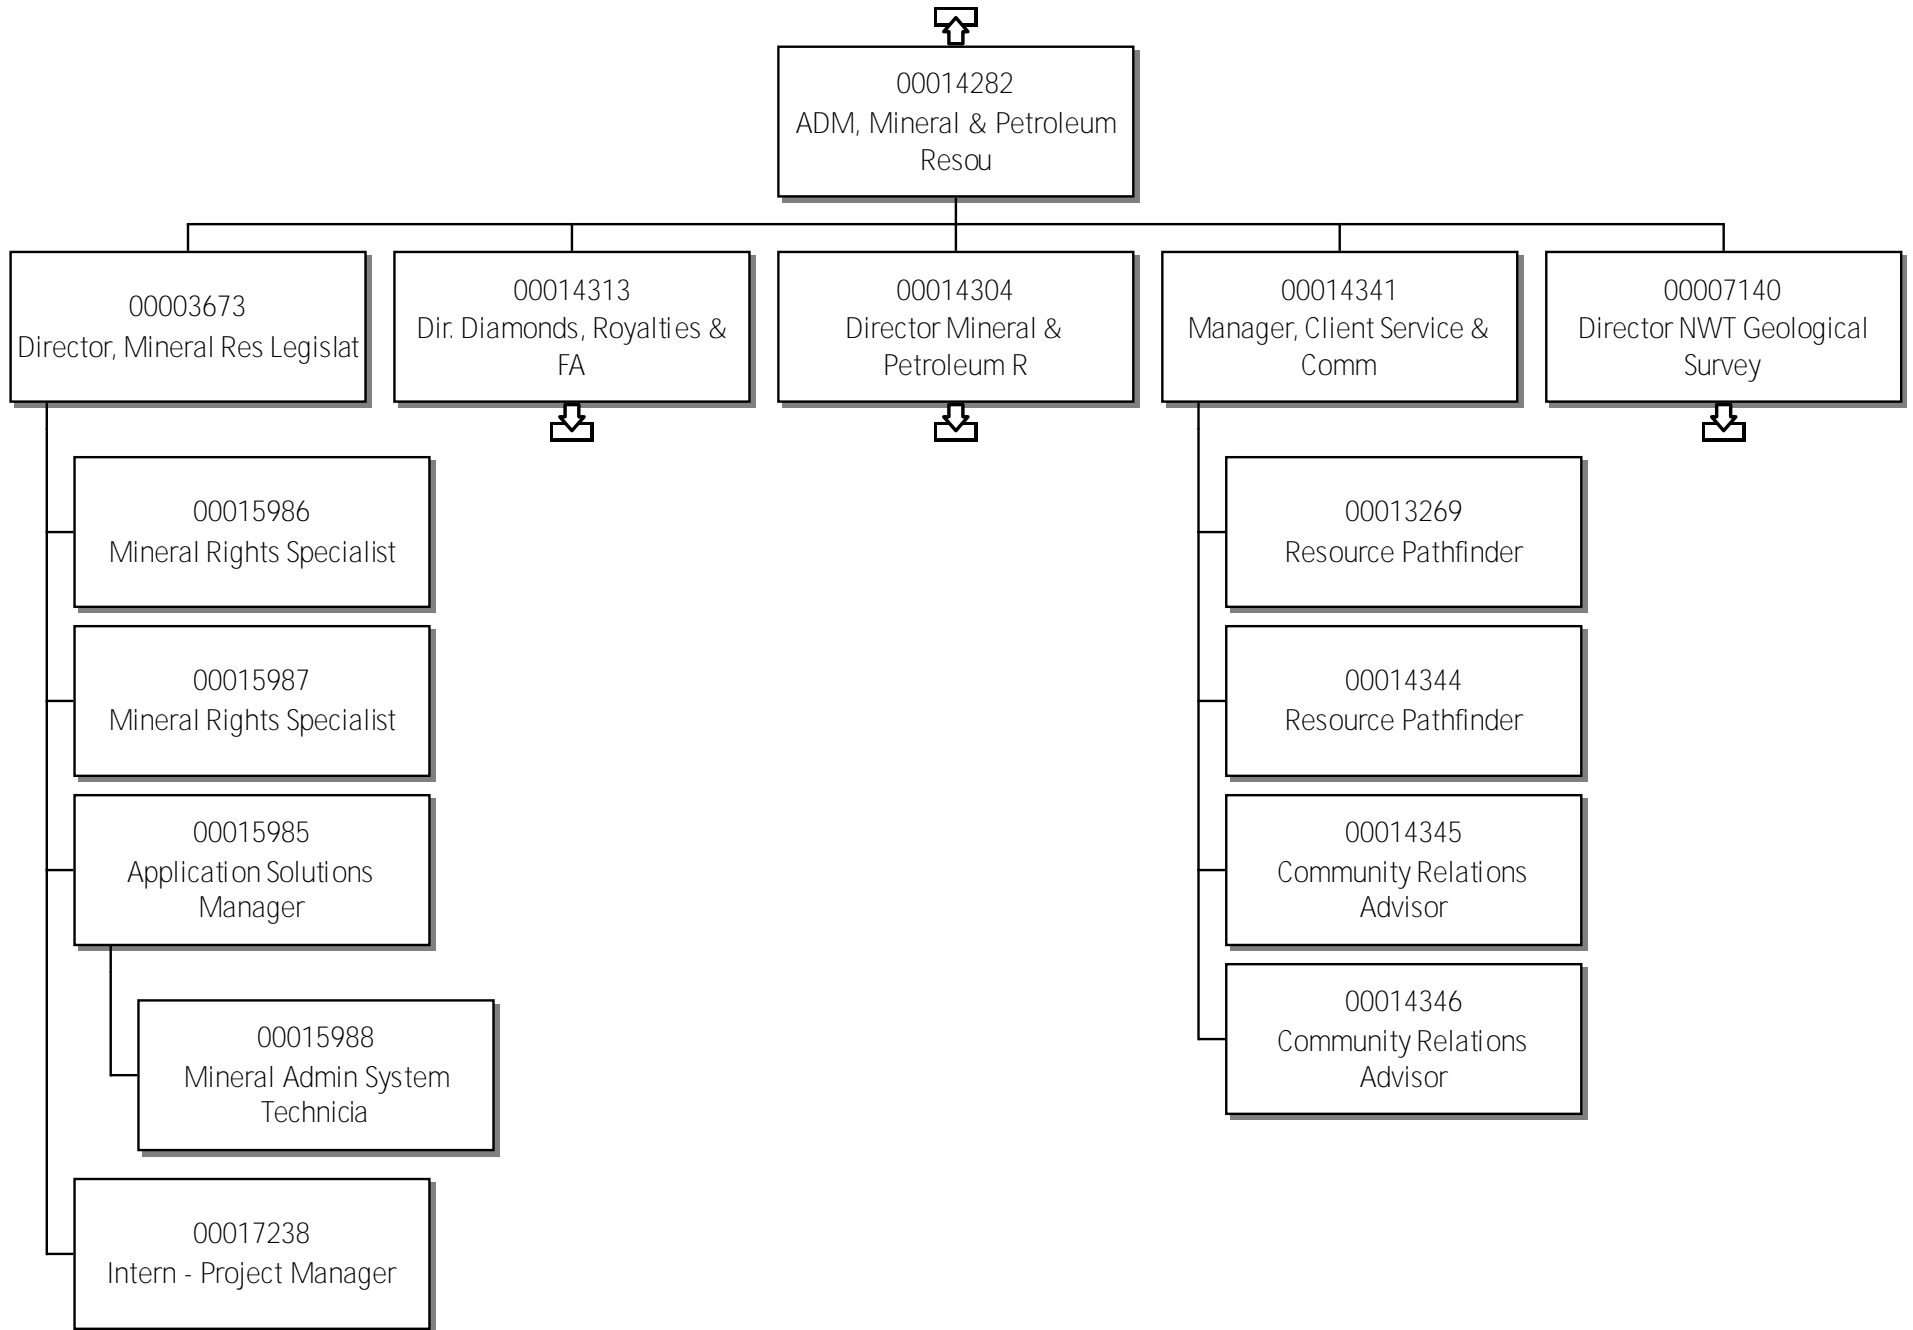 00014282
ADM, Mineral & Petroleum
Resou
00003673
Director, Mineral Res Legislat
00014313
Dir. Diamonds, Royalties &
FA
00014304
Director Mineral &
Petroleum R
00014341
Manager, Client Service &
Comm
00007140
Director NWT Geological
Survey
00015986
Mineral Rights Specialist
00015987
Mineral Rights Specialist
00015985
Application Solutions
Manager
00015988
Mineral Admin System
Technicia
00017238
Intern - Project Manager
00013269
Resource Pathfinder
00014344
Resource Pathfinder
00014345
Community Relations
Advisor
00014346
Community Relations
Advisor